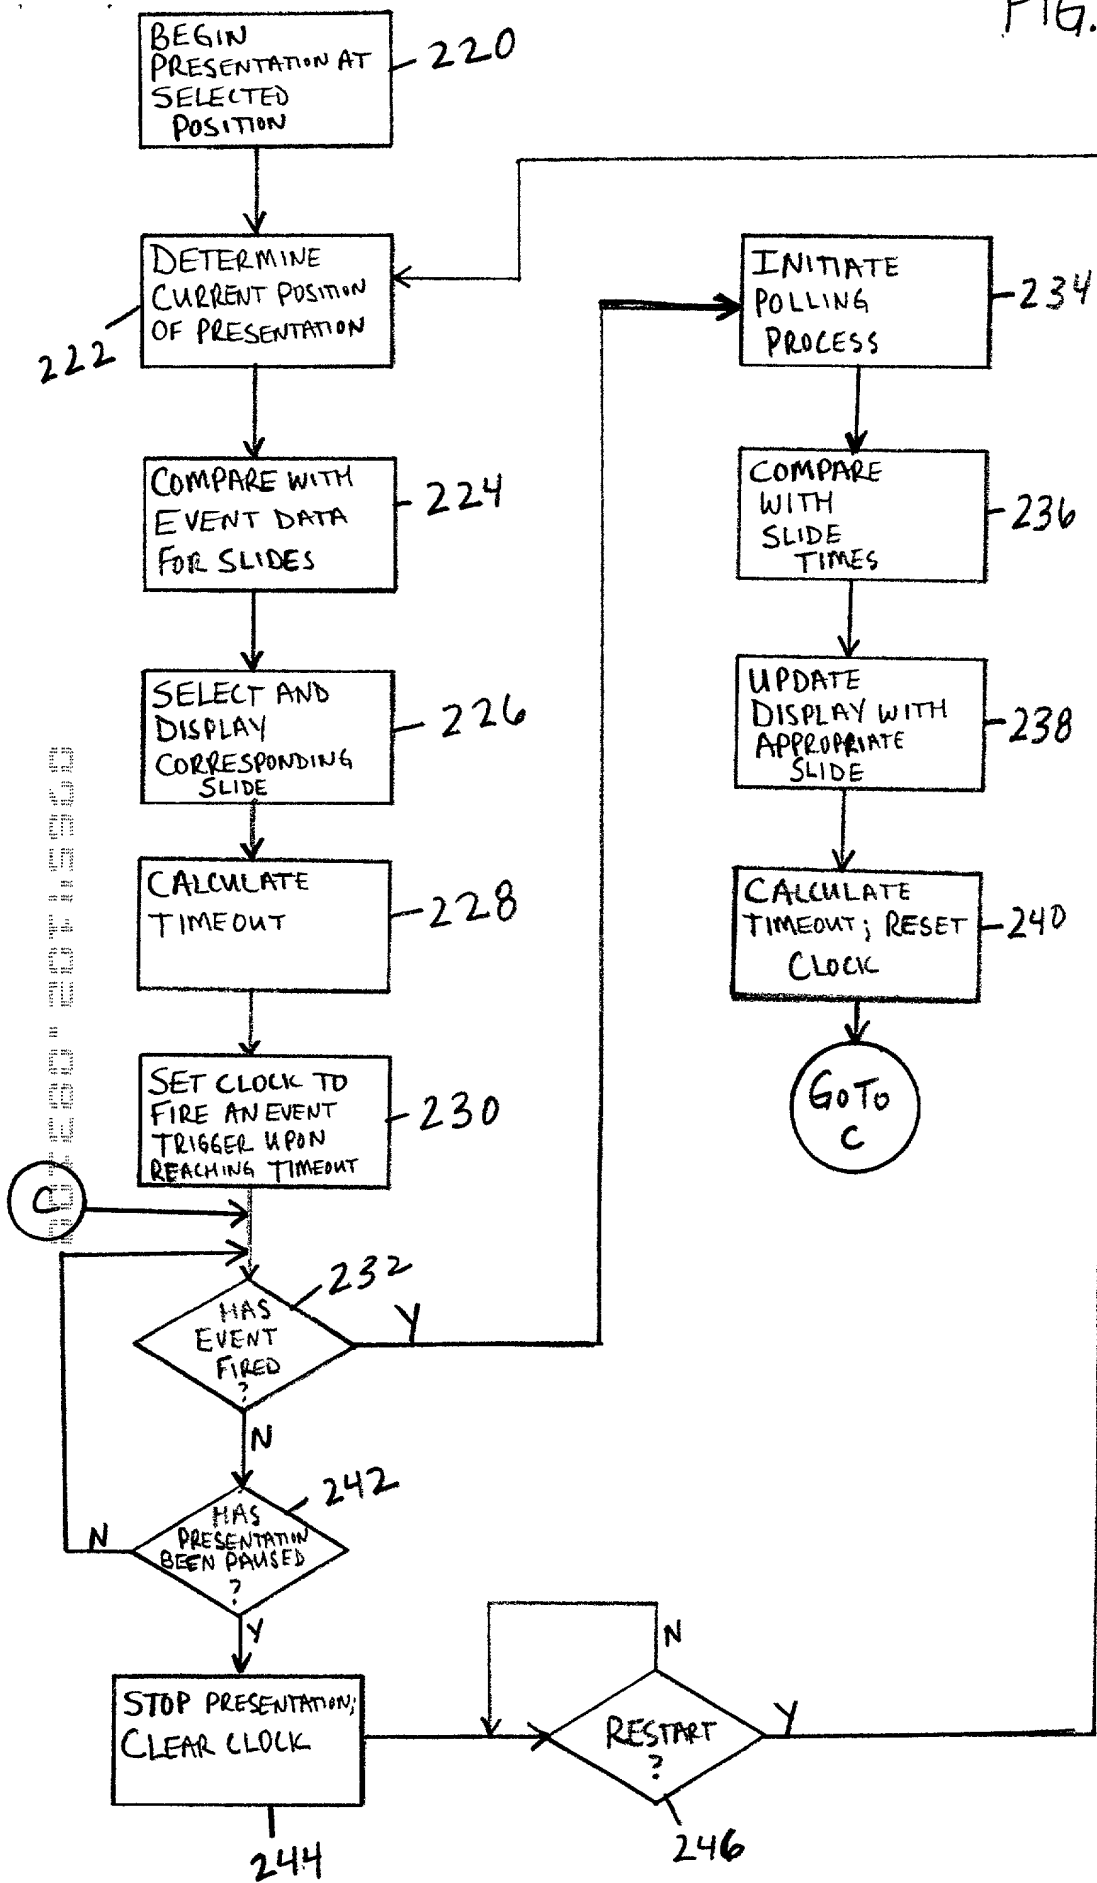 FIG.
BEGIN
PRESENTATION AT
SELECTED
POSITION
220
DETERMINE
CURRENT POSITION
OF PRESENTATION
222
COMPARE WITH
EVENT DATA
FOR SLIDES
224
SELECT AND
DISPLAY
CORRESPONDING
SLIDE
226
CALCULATE
TIMEOUT
228
SET CLOCK TO
FIRE AN EVENT
TRIGGER UPON
REACHING TIMEOUT
230
C
HAS
EVENT
FIRED
?
232
Y
N
HAS
PRESENTATION
BEEN PAUSED
?
242
N
Y
STOP PRESENTATION;
CLEAR CLOCK
244
RESTART
?
246
N
Y
INITIATE
POLLING
PROCESS
234
COMPARE
WITH
SLIDE
TIMES
236
UPDATE
DISPLAY WITH
APPROPRIATE
SLIDE
238
CALCULATE
TIMEOUT; RESET
CLOCK
240
GO TO
C